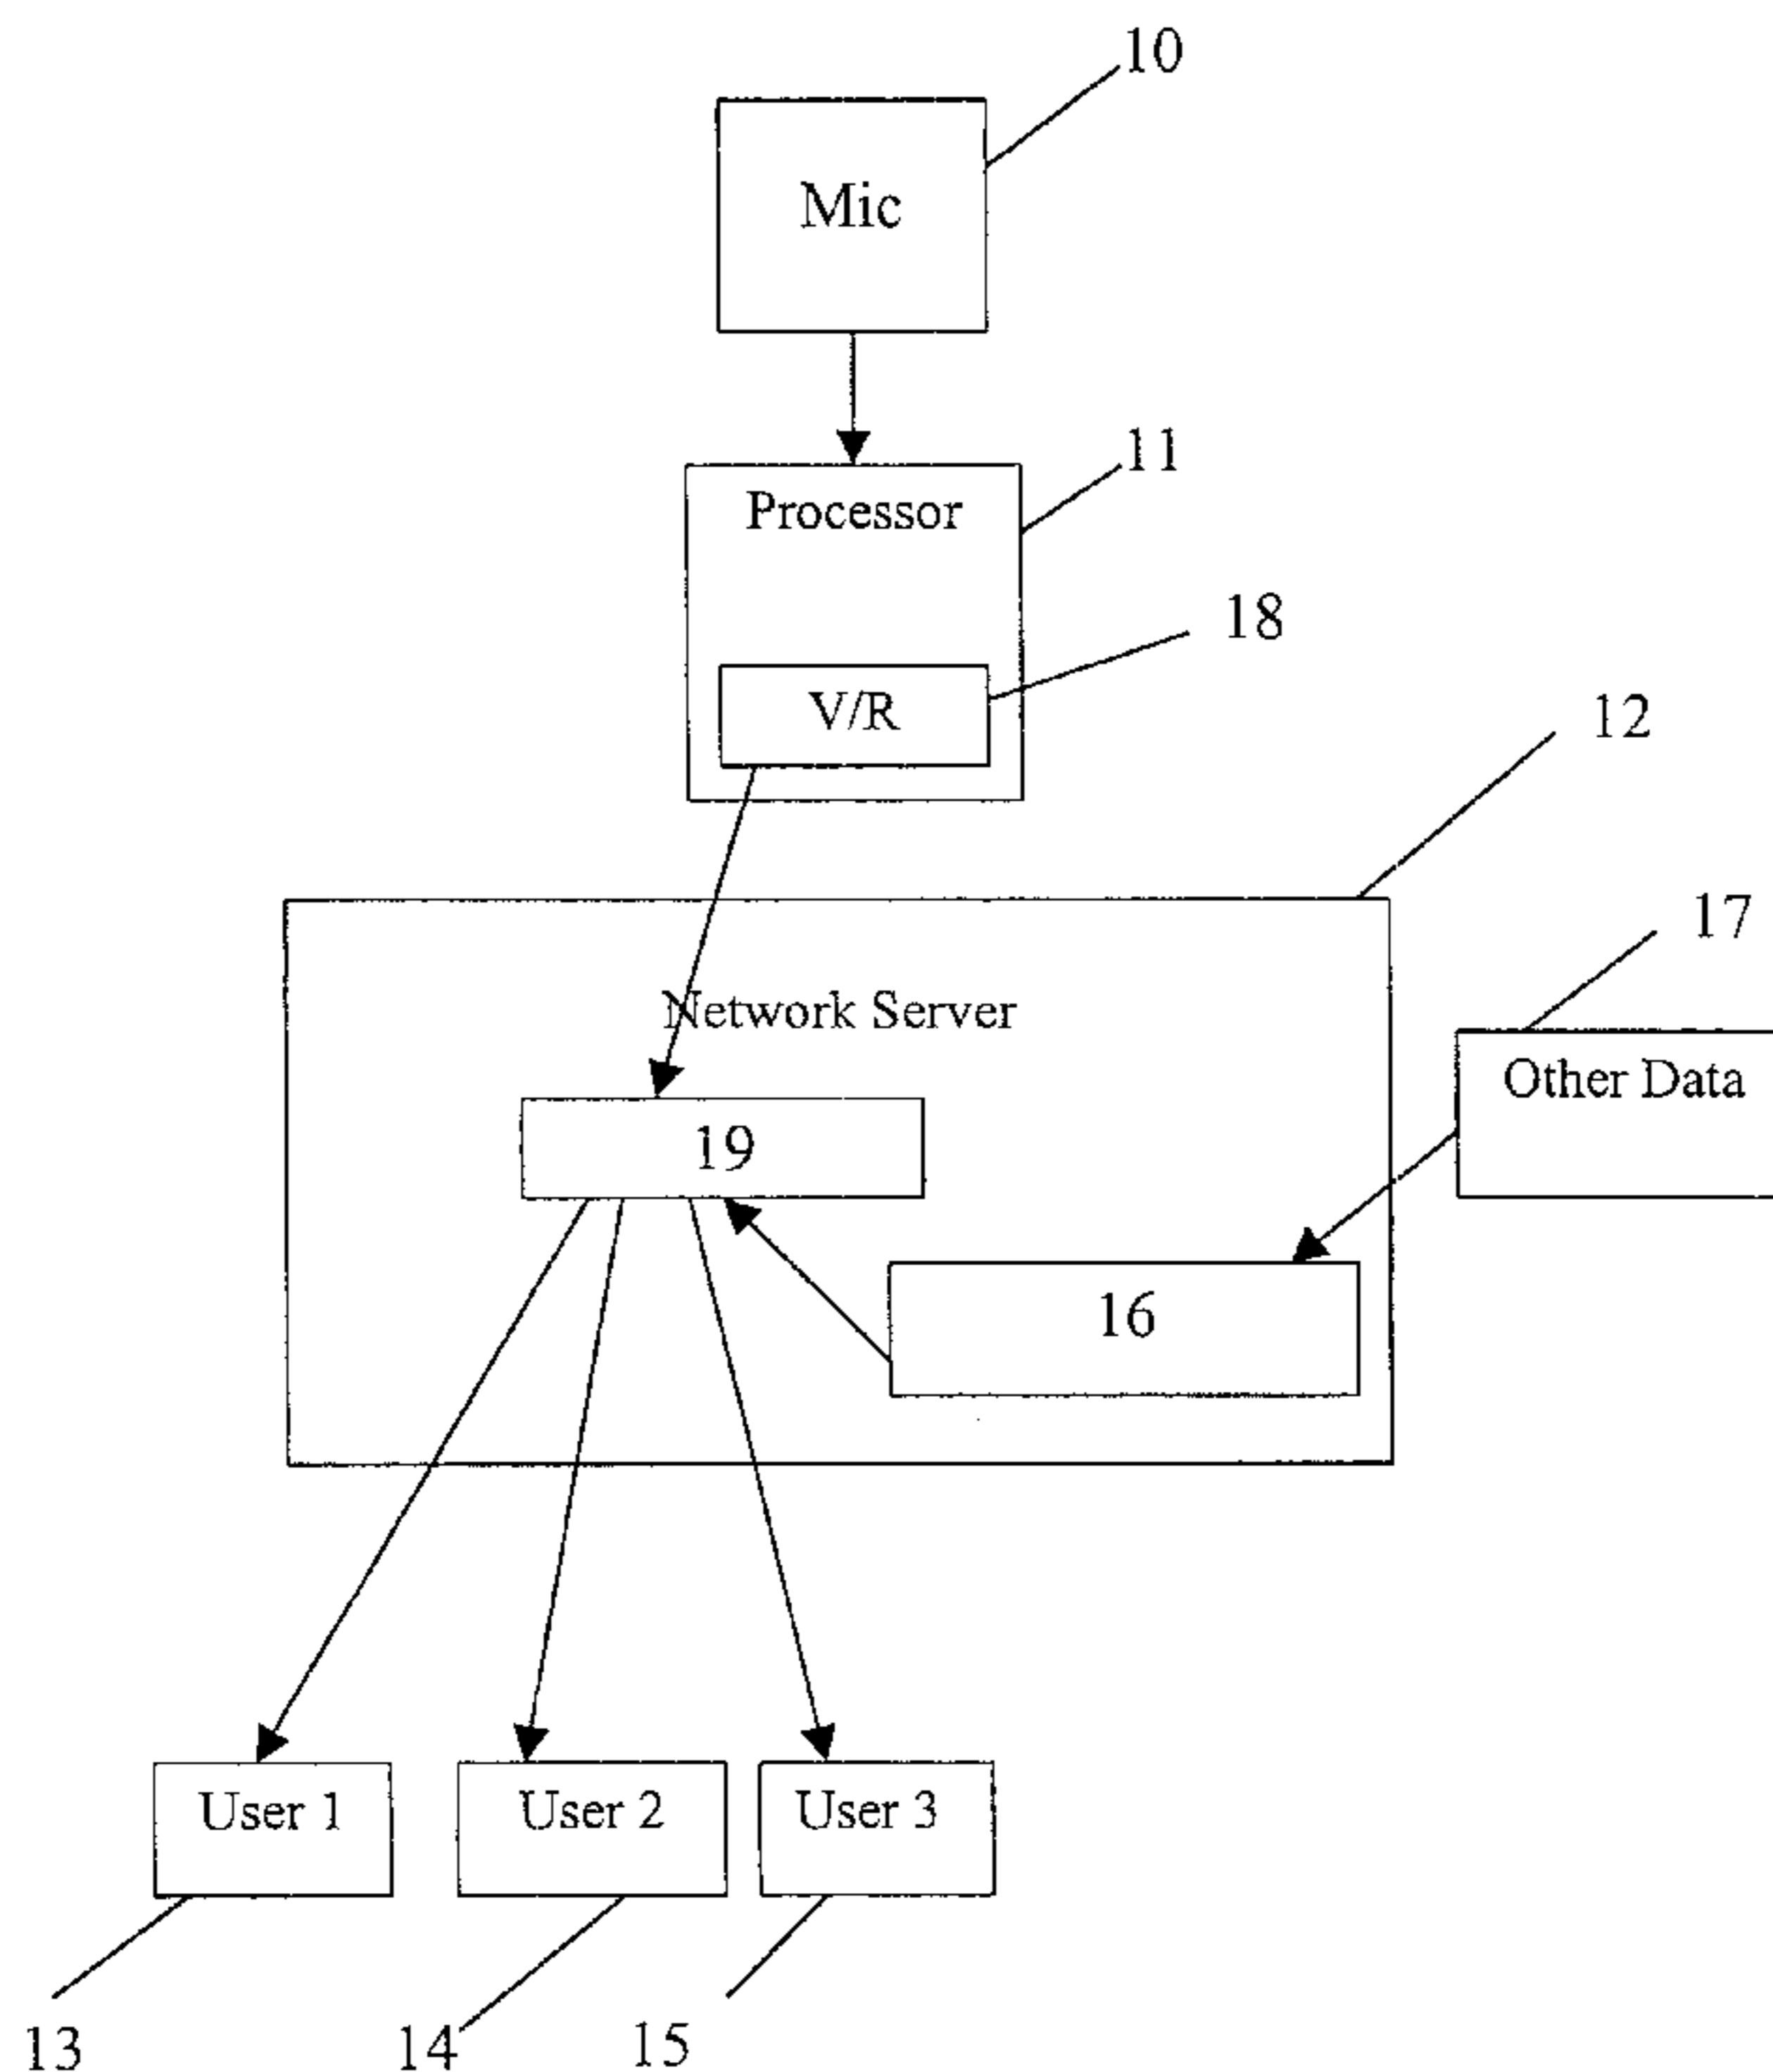 10
Mic
11
Processor
18
V/R
12
17
Network Server
Other Data
19
16
User 1
User 2
User 3
13
14
15